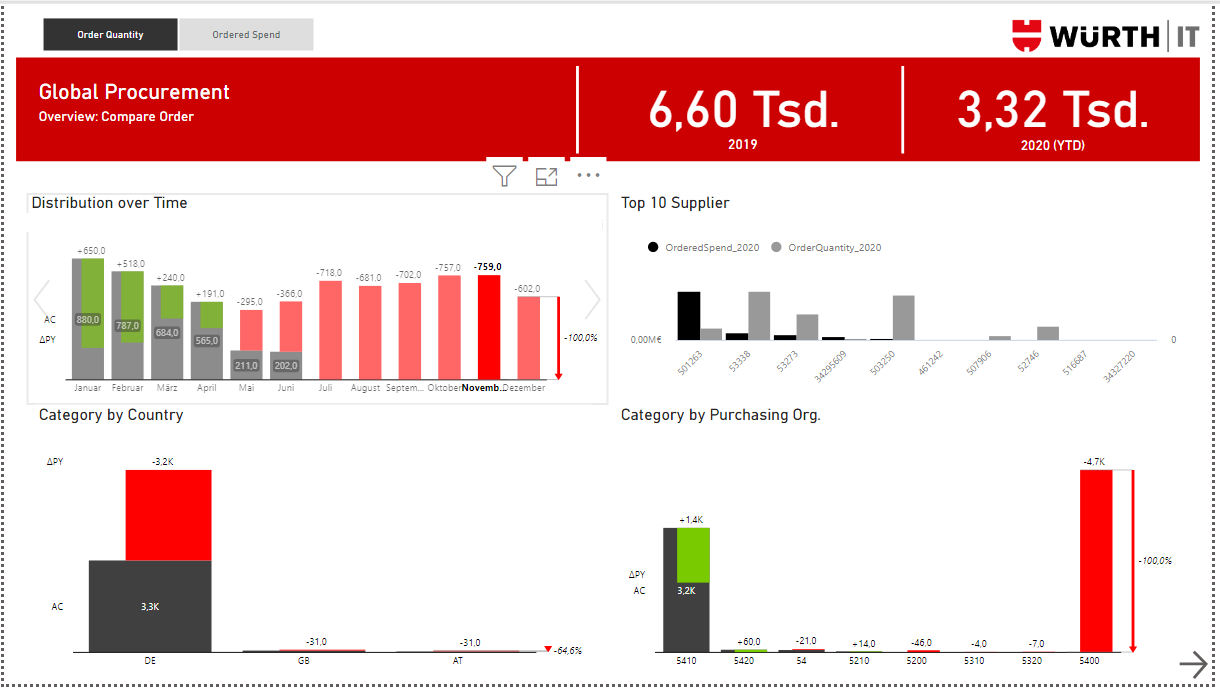 Order Quantity
Ordered Spend
WÜRTH IT
Global Procurement
Overview: Compare Order
6,60 Tsd.
2019
3,32 Tsd.
2020 (YTD)
Distribution over Time
+650,0
+518,0
+240,0
+191,0
-295,0
-366,0
-718,0
-681,0
-702,0
-757,0
-759,0
-602,0
AC
ΔPY
880,0
787,0
684,0
565,0
211,0
202,0
-100,0%
Januar
Februar
März
April
Mai
Juni
Juli
August
Septem...
Oktober
Novemb...
Dezember
Top 10 Supplier
OrderedSpend_2020
OrderQuantity_2020
0,00M€
0
501263
53338
53273
34295609
503250
461242
507906
52746
516687
34327220
Category by Country
ΔPY
-3,2K
AC
3,3K
-31,0
-31,0
-64,6%
DE
GB
AT
Category by Purchasing Org.
-4,7K
+1,4K
ΔPY
AC
3,2K
-100,0%
+60,0
-21,0
+14,0
-46,0
-4,0
-7,0
5410
5420
54
5210
5200
5310
5320
5400